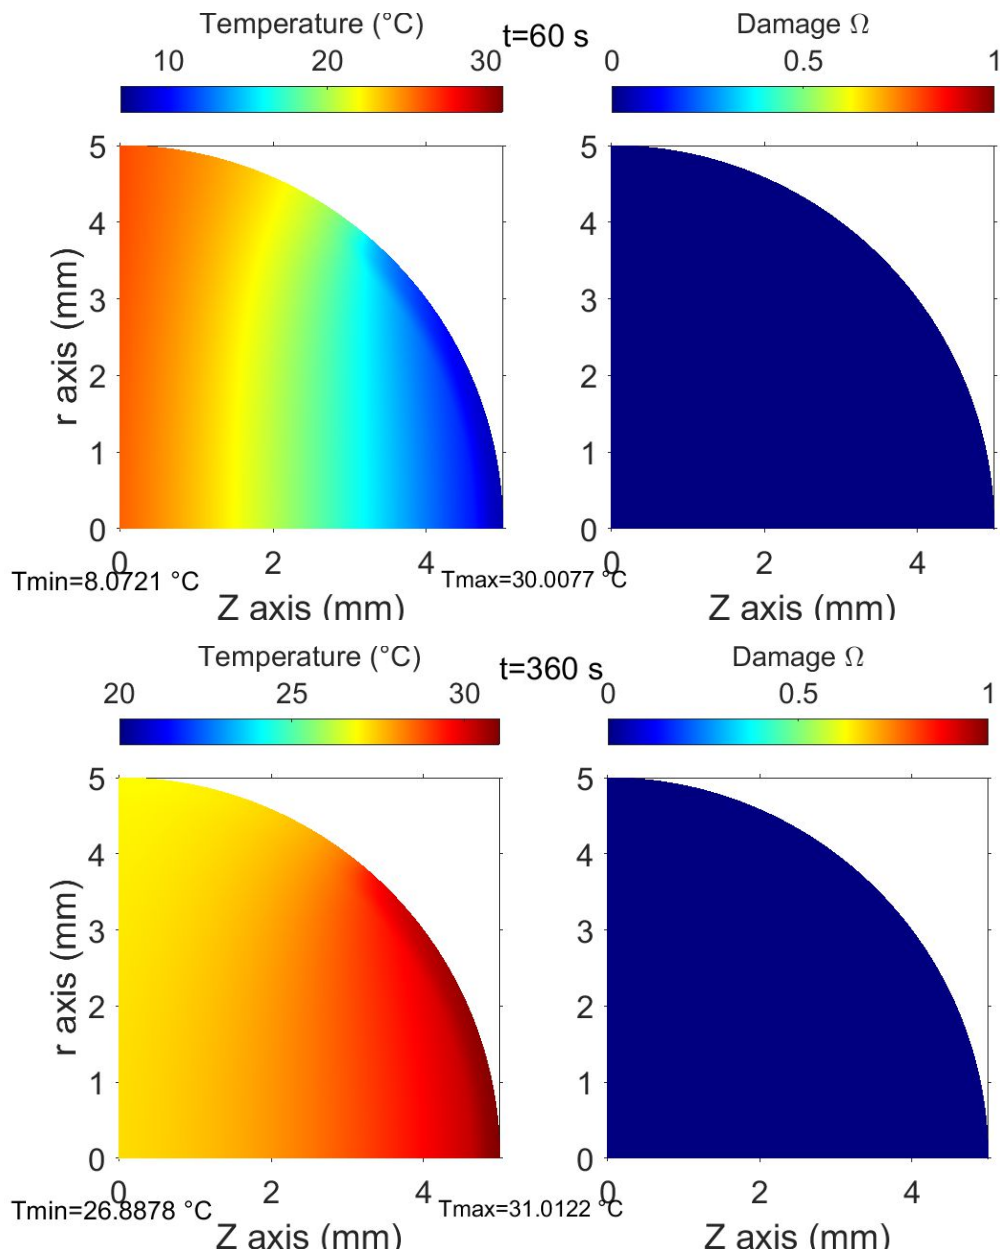 Temperature (°C)
t=60 s
Damage Ω
10 20 30
0 0.5 1
5
4
3
2
1
0
r axis (mm)
0 2 4
Tmin=8.0721 °C
Z axis (mm)
5
4
3
2
1
0
0 2 4
Tmax=30.0077 °C
Z axis (mm)
Temperature (°C)
t=360 s
Damage Ω
20 25 30
0 0.5 1
5
4
3
2
1
0
r axis (mm)
0 2 4
Tmin=26.8878 °C
Z axis (mm)
5
4
3
2
1
0
0 2 4
Tmax=31.0122 °C
Z axis (mm)